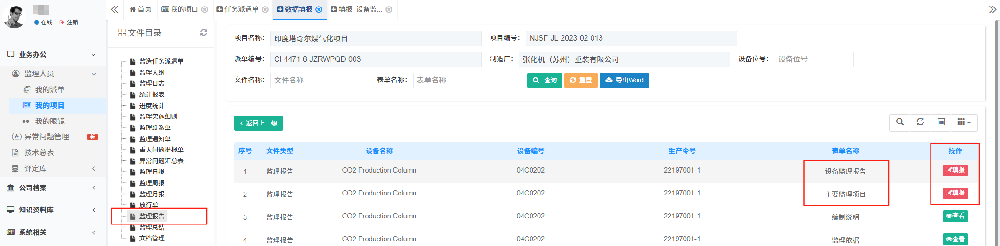 在线 注销
业务办公
监理人员
我的派单
我的项目
我的眼镜
异常问题管理 新
技术总表
评定库
公司档案
知识资料库
系统相关
首页 我的项目 任务派遣单 数据填报 填报_设备监...
文件目录
监造任务派遣单
监理大纲
监理日志
统计报表
进度统计
监理实施细则
监理联系单
监理通知单
重大问题提报单
异常问题汇总表
监理日报
监理周报
监理月报
放行单
监理报告
监理总结
文档管理
项目名称: 印度塔奇尔煤气化项目 项目编号: NJSF-JL-2023-02-013
派单编号: CI-4471-6-JZRWPQD-003 制造厂: 张化机（苏州）重装有限公司 设备位号: 设备位号
文件名称: 文件名称 表单名称: 表单名称 查询 重置 导出Word
返回上一级
序号 文件类型 设备名称 设备编号 生产令号 表单名称 操作
1 监理报告 CO2 Production Column 04C0202 22197001-1 设备监理报告 填报
2 监理报告 CO2 Production Column 04C0202 22197001-1 主要监理项目 填报
3 监理报告 CO2 Production Column 04C0202 22197001-1 编制说明 查看
4 监理报告 CO2 Production Column 04C0202 22197001-1 监理依据 查看